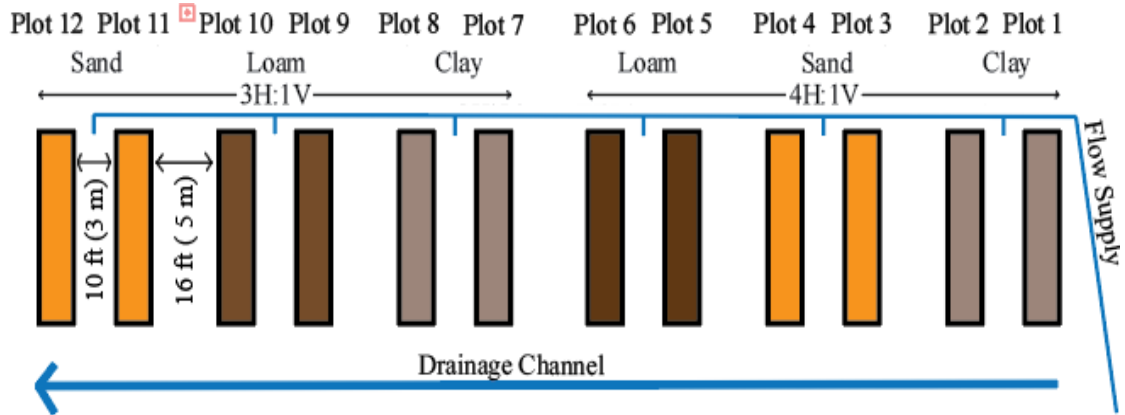 Plot 12 Plot 11 Plot 10 Plot 9 Plot 8 Plot 7 Plot 6 Plot 5 Plot 4 Plot 3 Plot 2 Plot 1
Sand Loam Clay Loam Sand Clay
3H:1V 4H:1V
10 ft (3 m)
16 ft ( 5 m)
Flow Supply
Drainage Channel